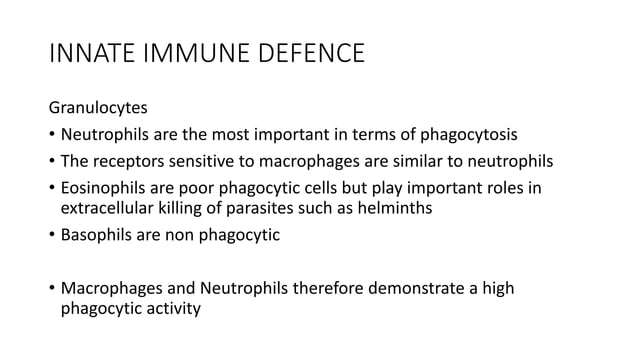 INNATE IMMUNE DEFENCE
Granulocytes
• Neutrophils are the most important in terms of phagocytosis
• The receptors sensitive to macrophages are similar to neutrophils
• Eosinophils are poor phagocytic cells but play important roles in
extracellular killing of parasites such as helminths
• Basophils are non phagocytic
• Macrophages and Neutrophils therefore demonstrate a high
phagocytic activity